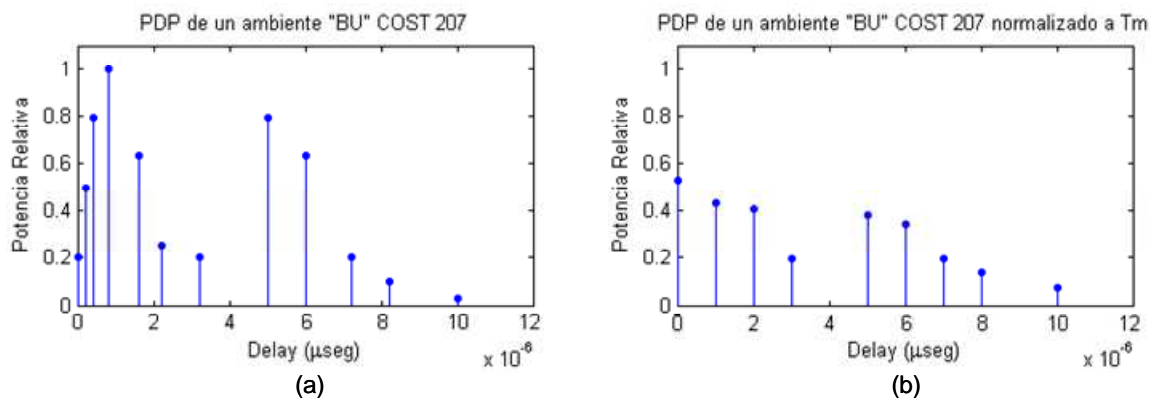 PDP de un ambiente "BU" COST 207
1
0.8
0.6
0.4
0.2
0
Potencia Relativa
0 2 4 6 8 10 12
Delay (µseg)
x 10⁻⁶
(a)
PDP de un ambiente "BU" COST 207 normalizado a Tm
1
0.8
0.6
0.4
0.2
0
Potencia Relativa
0 2 4 6 8 10 12
Delay (µseg)
x 10⁻⁶
(b)